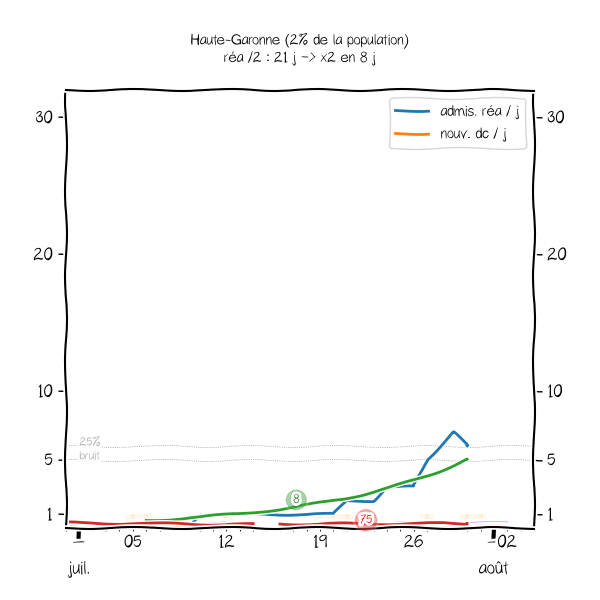 Haute-Garonne (2% de la population)
réa /2 : 21 j -> x2 en 8 j
admis. réa / j
nouv. dc / j
30
30
20
20
10
10
25%
bruit
5
5
8
75
1
1
05
12
19
26
02
juil.
août